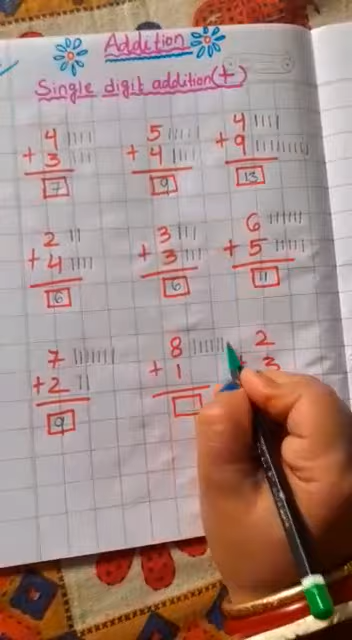 Addition
Single digit addition(+)
4 5 4
+ 3 + 4 + 9
7 9 13
2 3 6
+ 4 + 3 + 5
6 6 11
7 8 2
+ 2 + 1 + 3
9